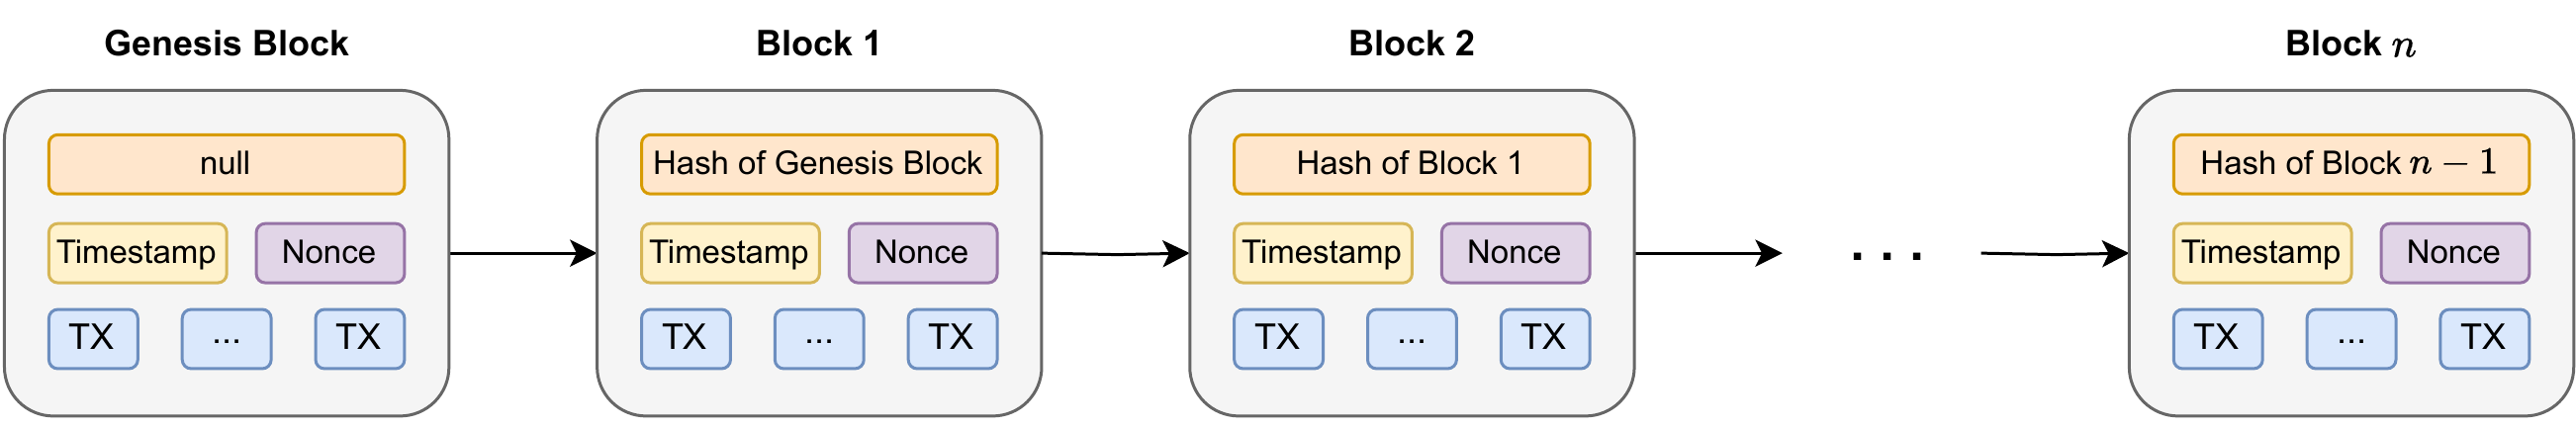 Genesis Block
null
Timestamp Nonce
TX ... TX
Block 1
Hash of Genesis Block
Timestamp Nonce
TX ... TX
Block 2
Hash of Block 1
Timestamp Nonce
TX ... TX
. . .
Block n
Hash of Block n − 1
Timestamp Nonce
TX ... TX